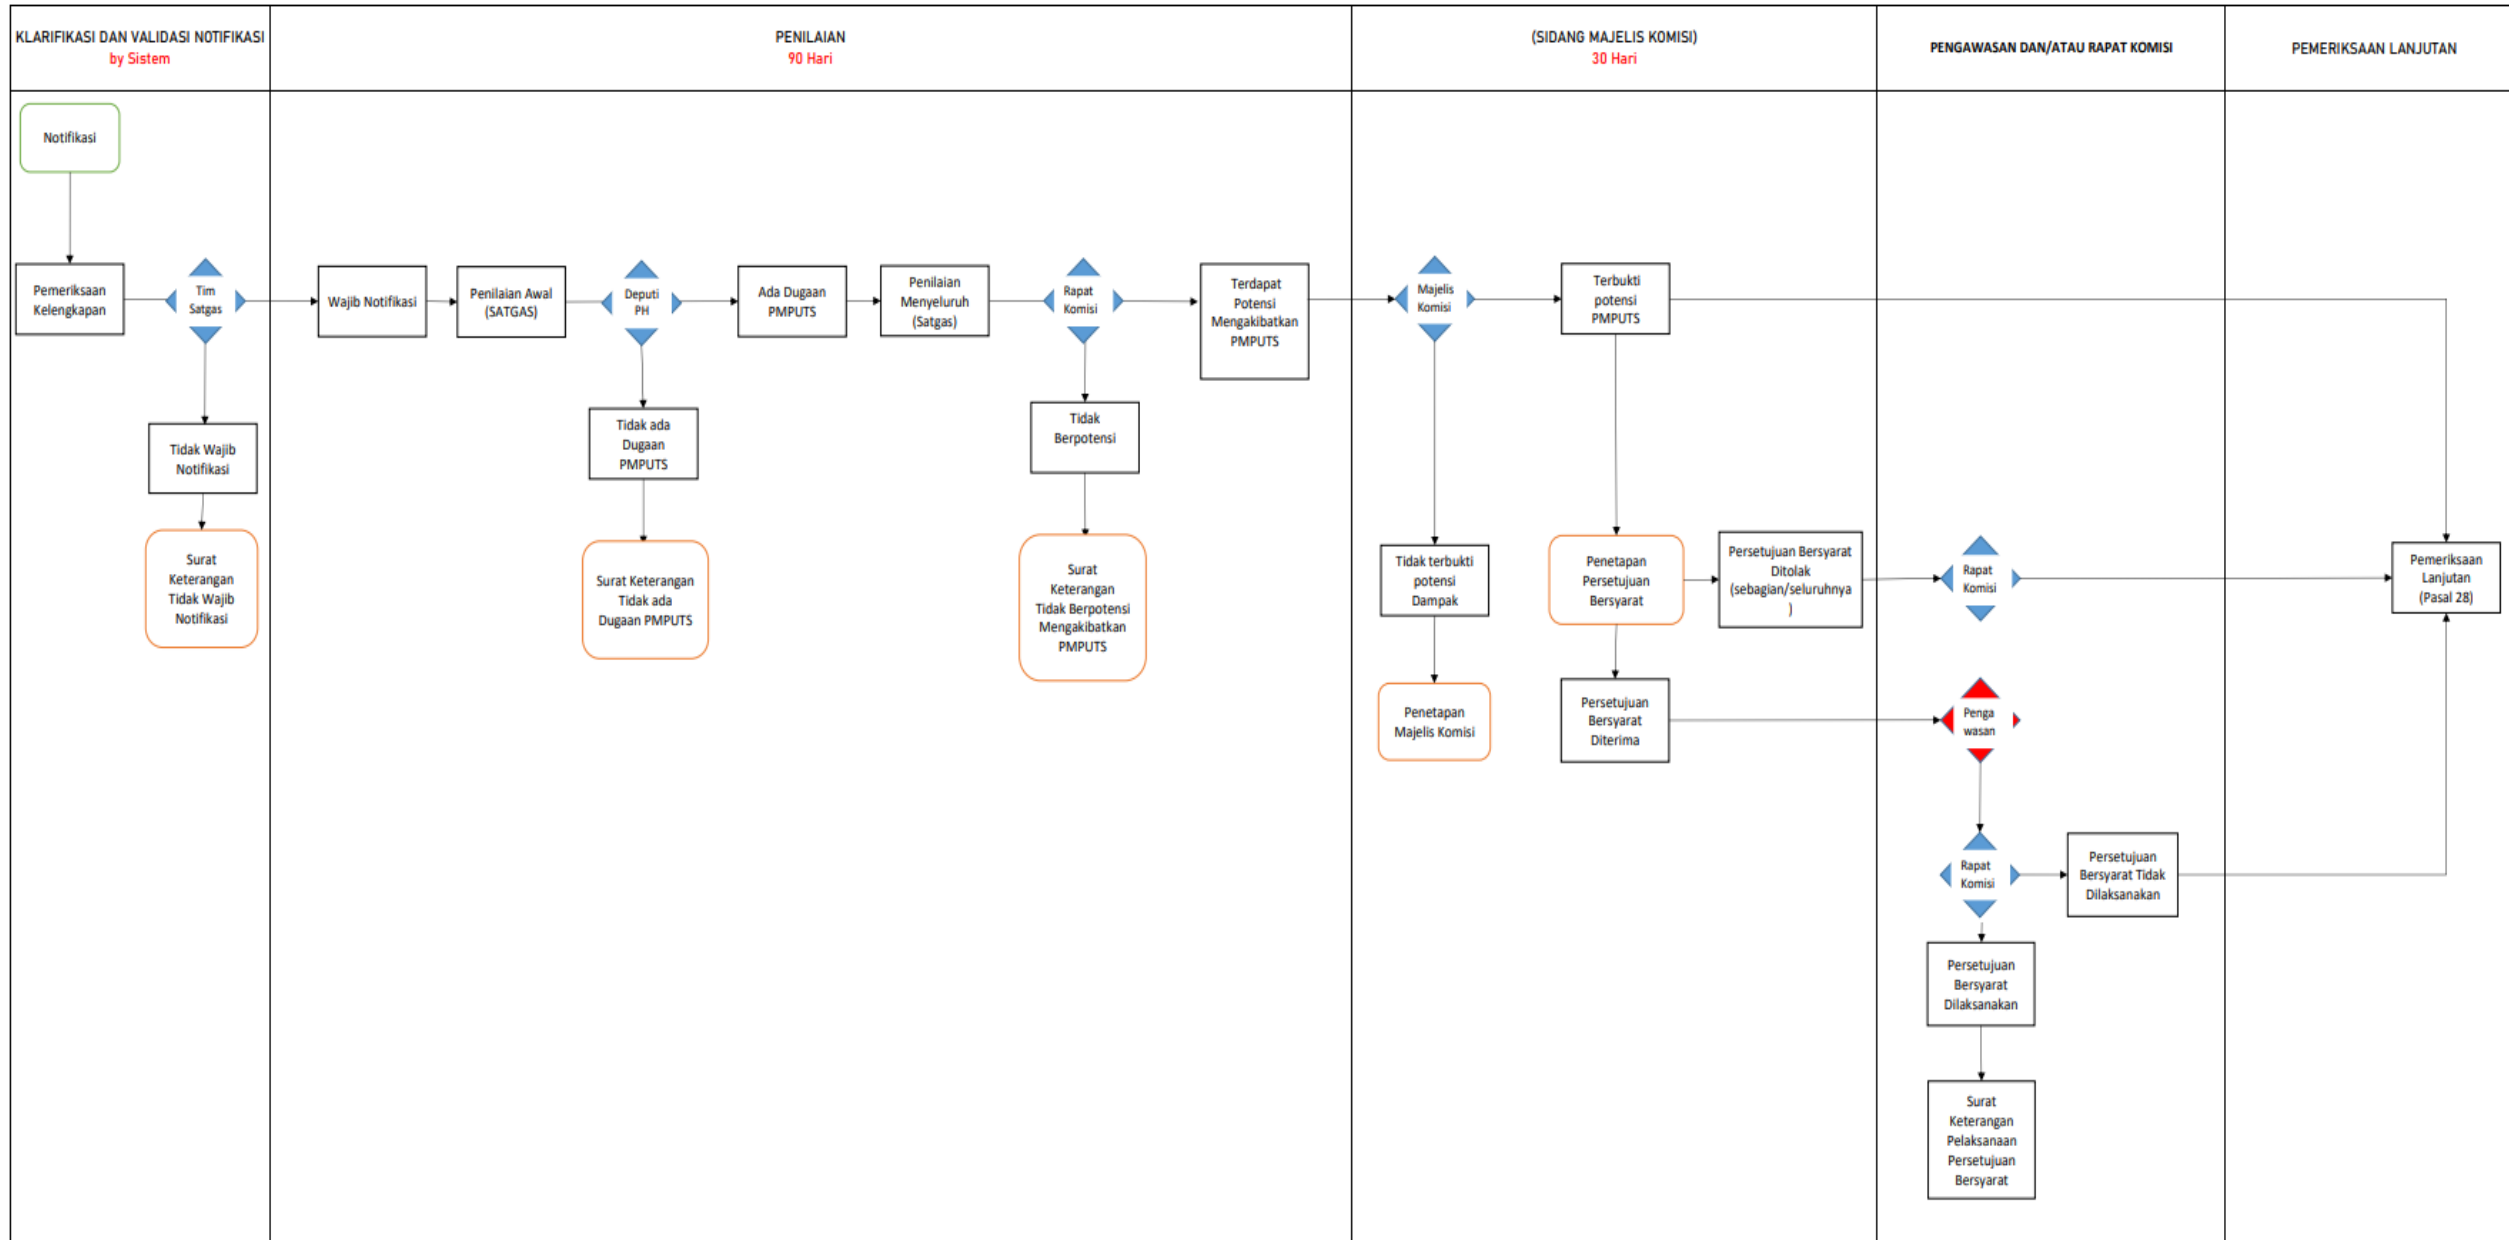 KLARIFIKASI DAN VALIDASI NOTIFIKASI
by Sistem
PENILAIAN
90 Hari
(SIDANG MAJELIS KOMISI)
30 Hari
PENGAWASAN DAN/ATAU RAPAT KOMISI
PEMERIKSAAN LANJUTAN
Notifikasi
Pemeriksaan
Kelengkapan
Tim
Satgas
Tidak Wajib
Notifikasi
Surat
Keterangan
Tidak Wajib
Notifikasi
Wajib Notifikasi
Penilaian Awal
(SATGAS)
Deputi
PH
Tidak ada
Dugaan
PMPUTS
Surat Keterangan
Tidak ada
Dugaan PMPUTS
Ada Dugaan
PMPUTS
Penilaian
Menyeluruh
(Satgas)
Rapat
Komisi
Tidak
Berpotensi
Surat
Keterangan
Tidak Berpotensi
Mengakibatkan
PMPUTS
Terdapat
Potensi
Mengakibatkan
PMPUTS
Majelis
Komisi
Tidak terbukti
potensi
Dampak
Penetapan
Majelis Komisi
Terbukti
potensi
PMPUTS
Penetapan
Persetujuan
Bersyarat
Persetujuan Bersyarat
Ditolak
(sebagian/seluruhnya
)
Persetujuan
Bersyarat
Diterima
Rapat
Komisi
Penga
wasan
Rapat
Komisi
Persetujuan
Bersyarat Tidak
Dilaksanakan
Persetujuan
Bersyarat
Dilaksanakan
Surat
Keterangan
Pelaksanaan
Persetujuan
Bersyarat
Pemeriksaan
Lanjutan
(Pasal 28)